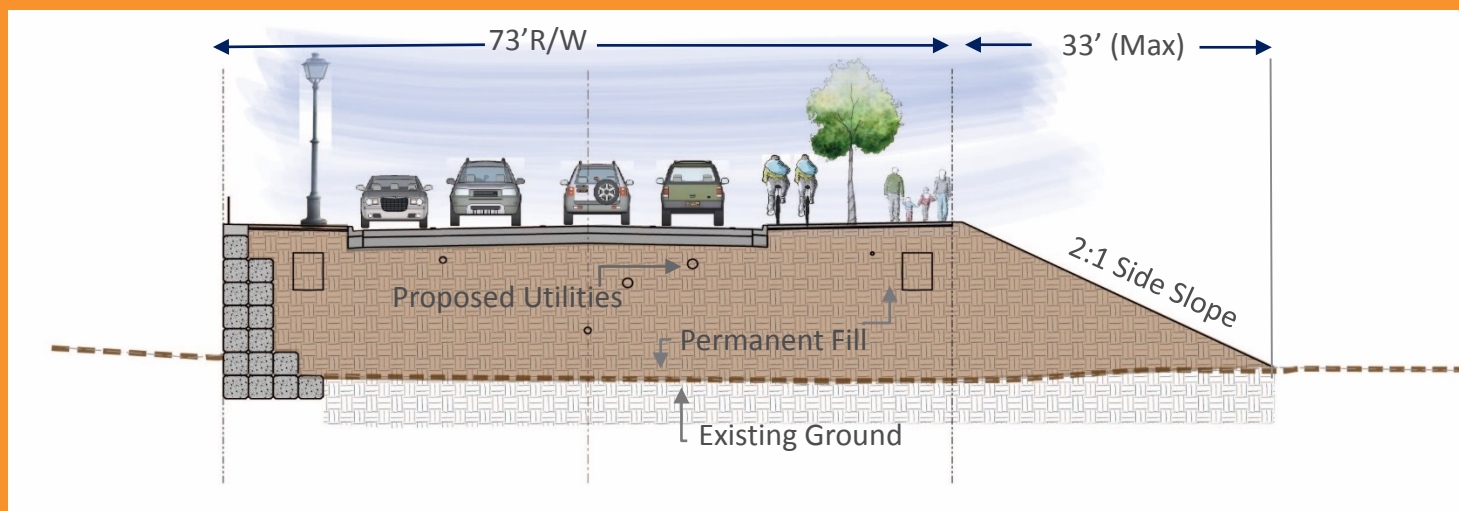 73’R/W
33’ (Max)
2:1 Side Slope
Proposed Utilities
Permanent Fill
Existing Ground